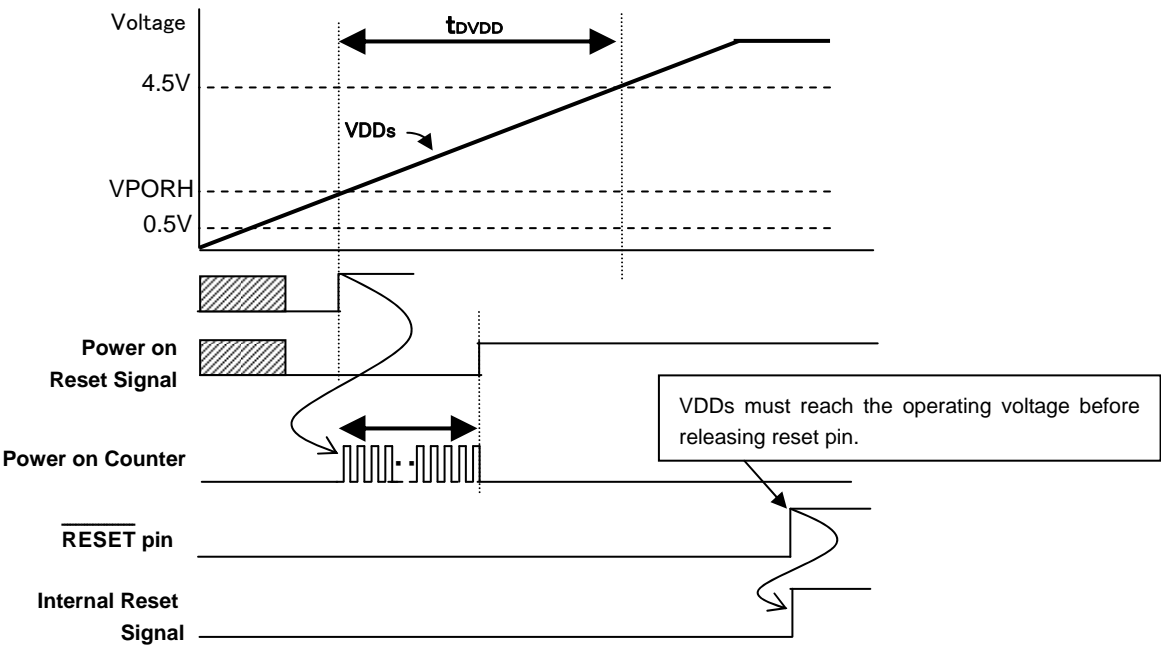 Voltage
tDVDD
4.5V
VDDs
VPORH
0.5V
Power on
Reset Signal
VDDs must reach the operating voltage before
releasing reset pin.
Power on Counter
RESET pin
Internal Reset
Signal